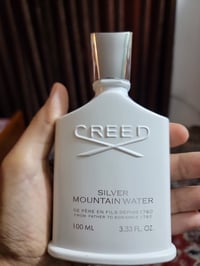 CREED
SILVER
MOUNTAIN WATER
DE PÈRE EN FILS DEPUIS 1760
FROM FATHER TO SON SINCE 1760
100 ML 3.33 FL.OZ